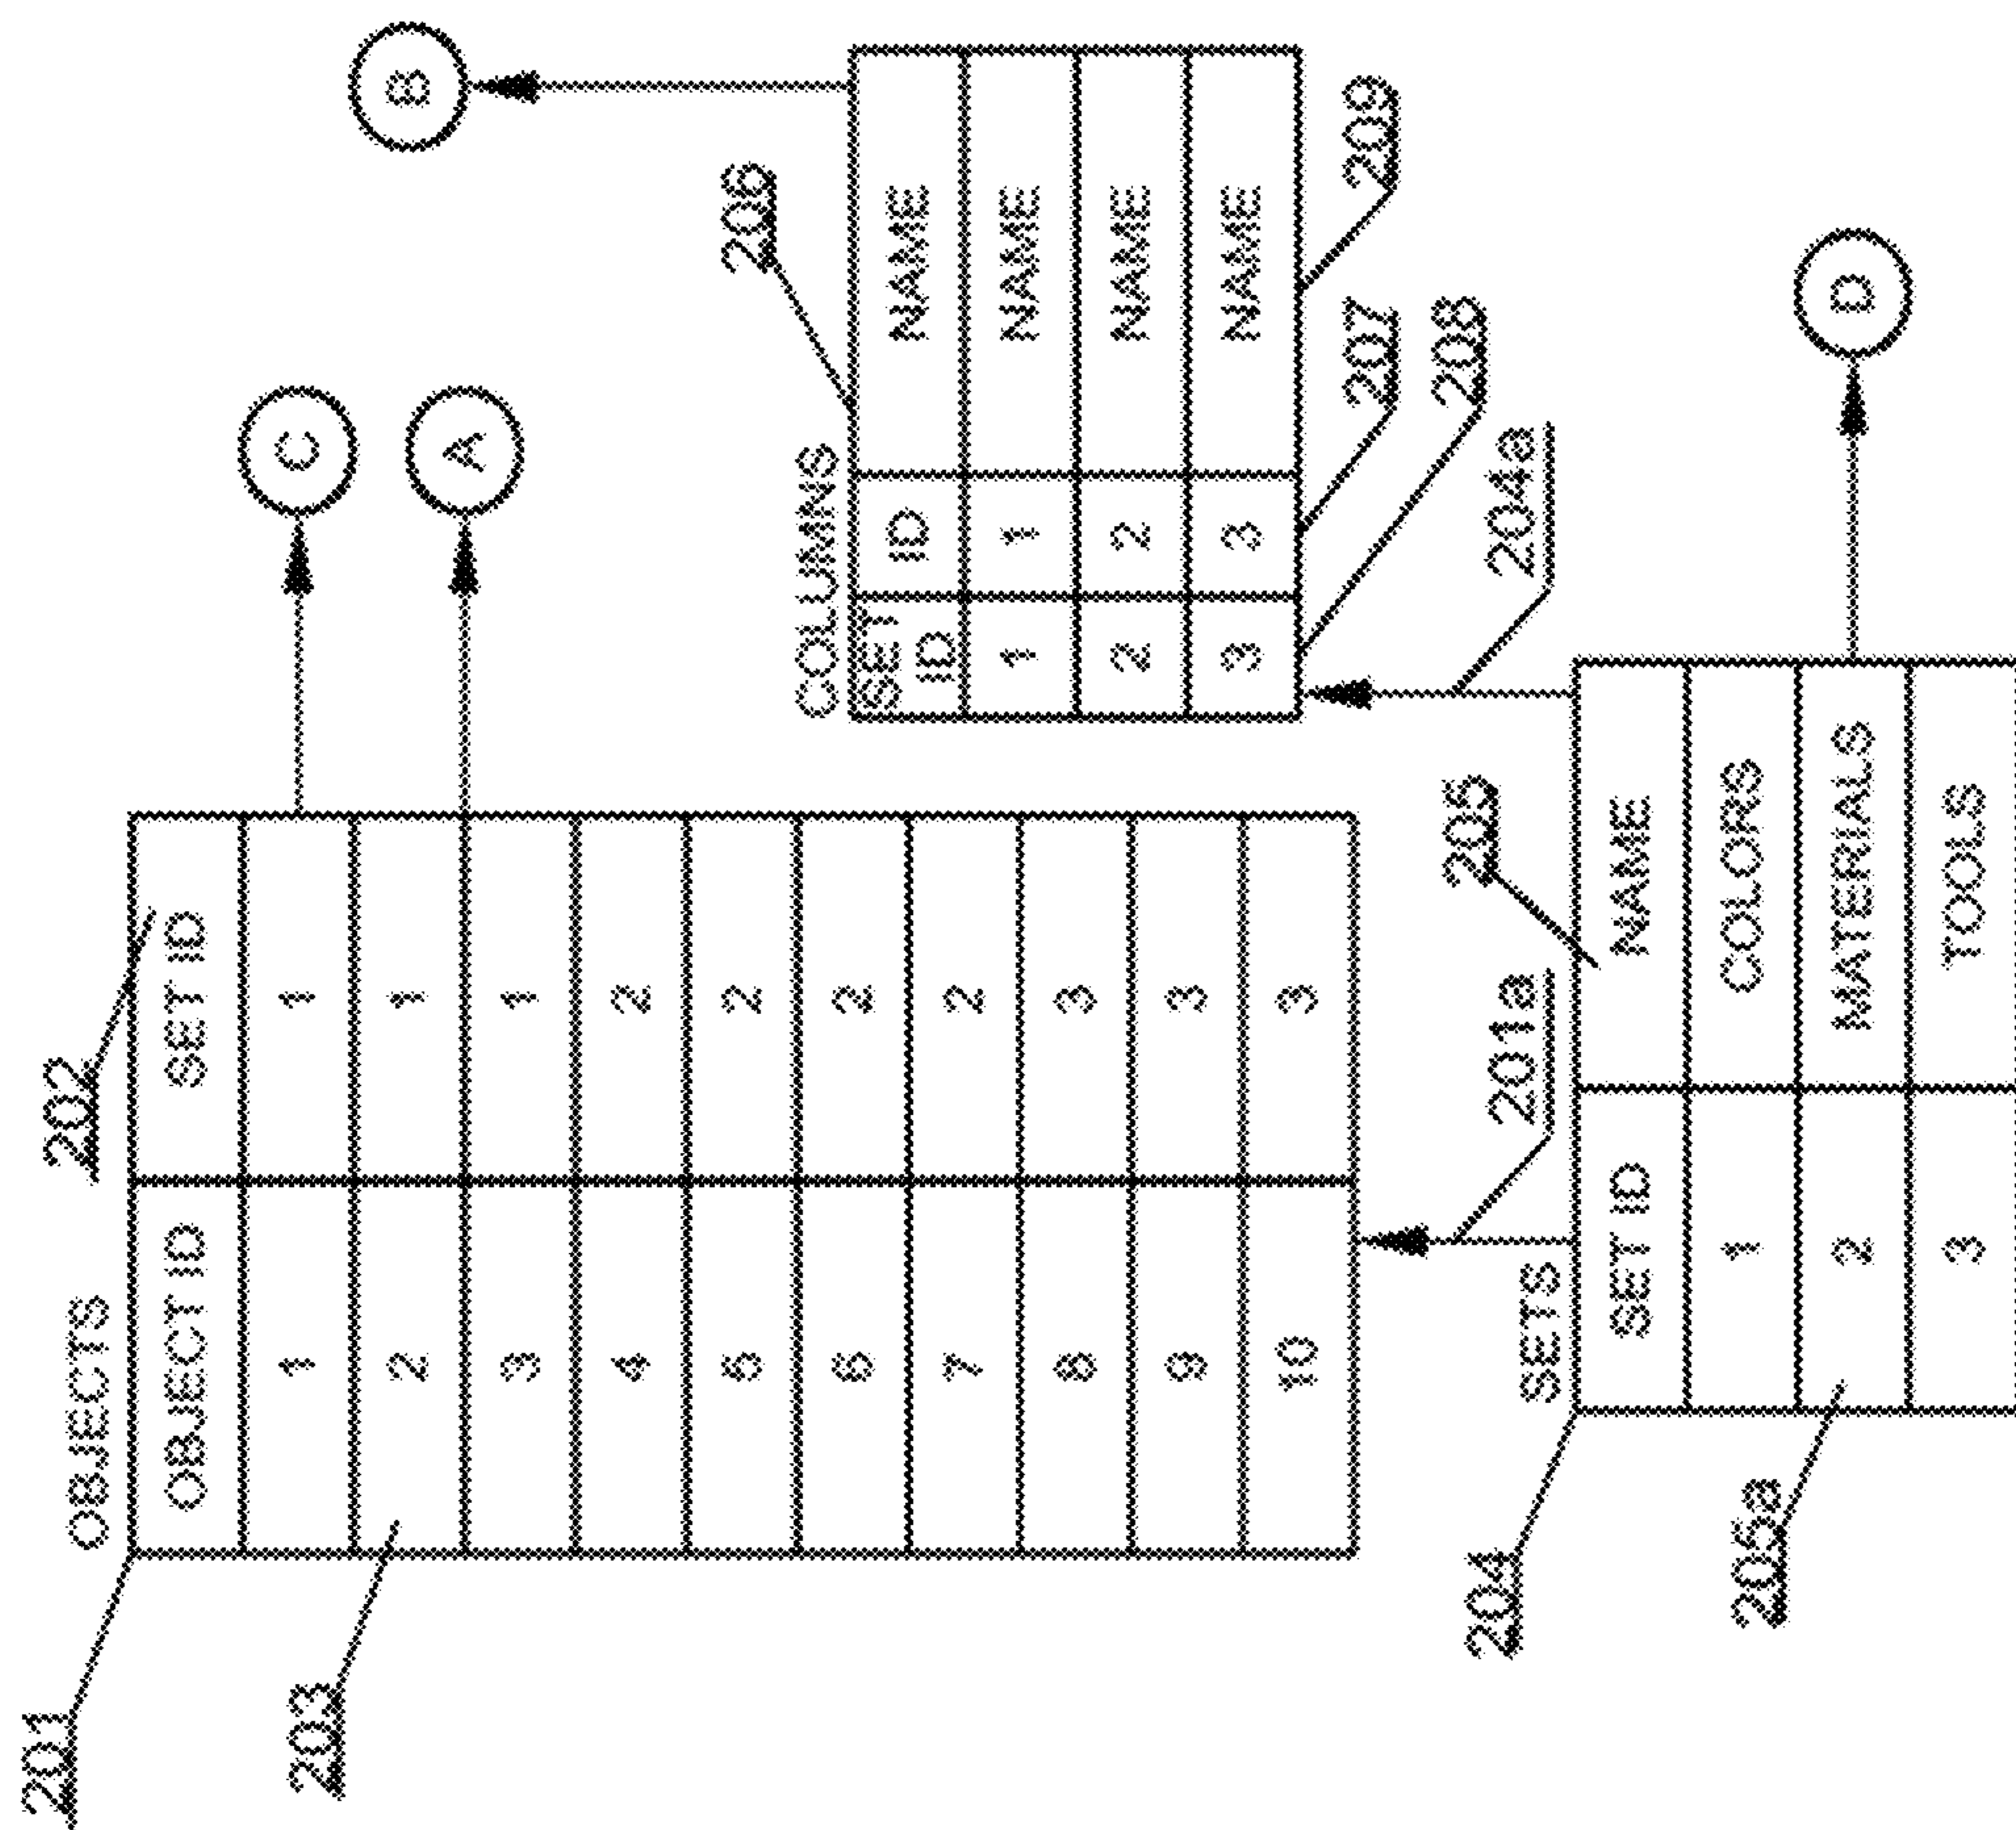 201
202
OBJECTS
OBJECT ID SET ID
1 1
2 1
3 1
4 2
5 2
6 2
7 2
8 3
9 3
10 3
203
C
A
B
206
COLUMNS
SET ID ID NAME
1 1 NAME
2 2 NAME
3 3 NAME
209
207
208
204a
201a
205
204
SETS
SET ID NAME
1 COLORS
2 MATERIALS
3 TOOLS
205a
D